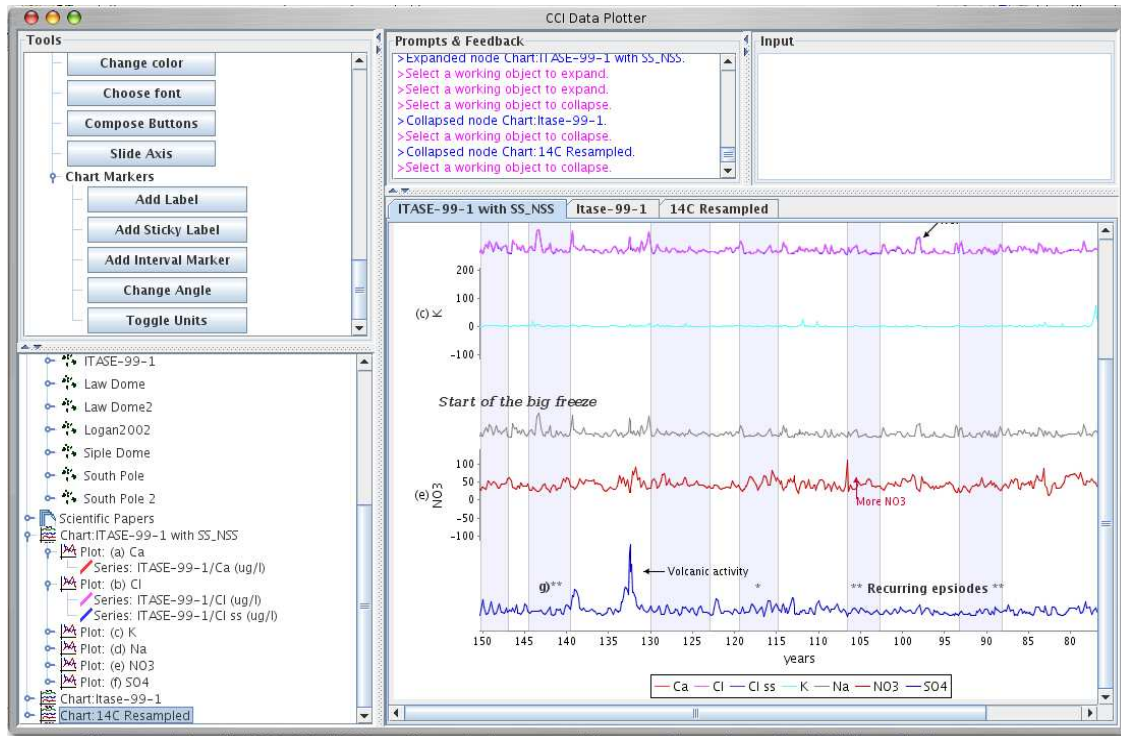 CCI Data Plotter
Tools
Change color
Choose font
Compose Buttons
Slide Axis
Chart Markers
Add Label
Add Sticky Label
Add Interval Marker
Change Angle
Toggle Units
Prompts & Feedback
>Expanded node Chart:ITASE-99-1 with SS_NSS.
>Select a working object to expand.
>Select a working object to expand.
>Select a working object to collapse.
>Collapsed node Chart:Itase-99-1.
>Select a working object to collapse.
>Collapsed node Chart:14C Resampled.
>Select a working object to collapse.
Input
ITASE-99-1
Law Dome
Law Dome2
Logan2002
Siple Dome
South Pole
South Pole 2
Scientific Papers
Chart:ITASE-99-1 with SS_NSS
Plot: (a) Ca
Series: ITASE-99-1/Ca (ug/l)
Plot: (b) Cl
Series: ITASE-99-1/Cl (ug/l)
Series: ITASE-99-1/Cl ss (ug/l)
Plot: (c) K
Plot: (d) Na
Plot: (e) NO3
Plot: (f) SO4
Chart:Itase-99-1
Chart:14C Resampled
ITASE-99-1 with SS_NSS Itase-99-1 14C Resampled
200
100
(c) K
0
-100
Start of the big freeze
100
50
(e) NO3
0
-50
-100
More NO3
Volcanic activity
g)** * ** Recurring epsiodes **
150 145 140 135 130 125 120 115 110 105 100 95 90 85 80
years
Ca Cl Cl ss K Na NO3 SO4